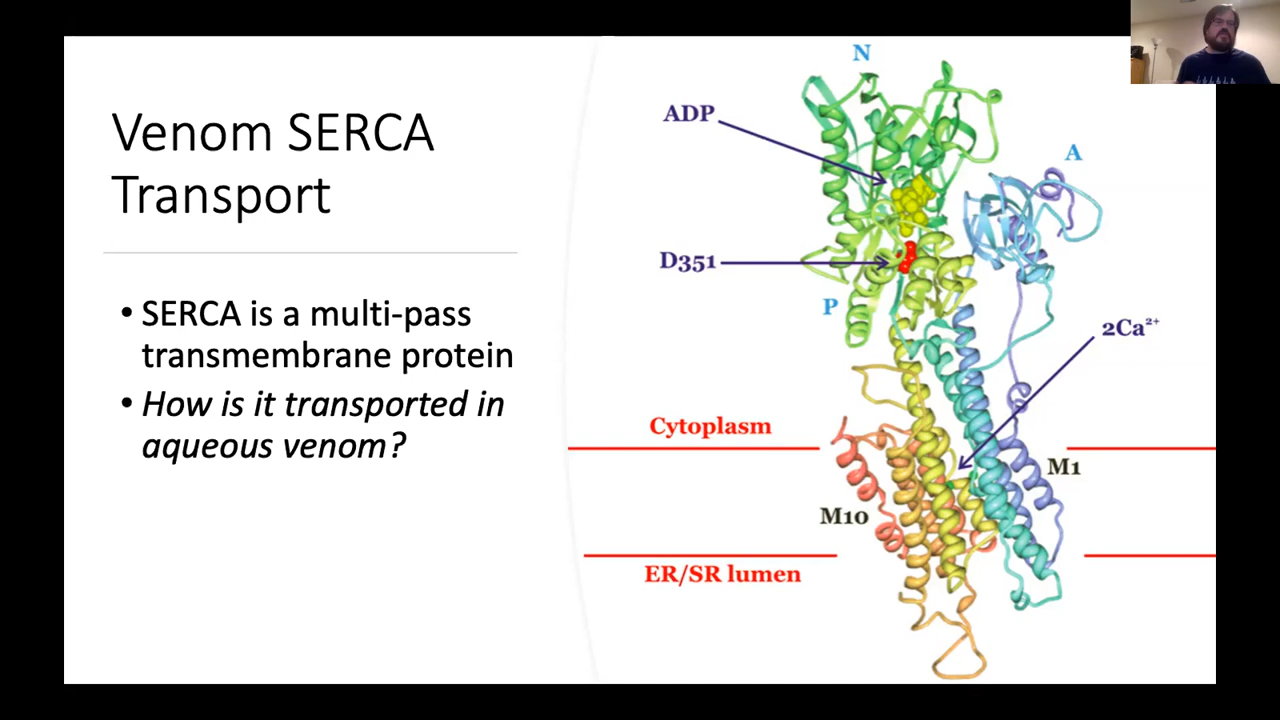 Venom SERCA
Transport
• SERCA is a multi-pass
transmembrane protein
• How is it transported in
aqueous venom?
N
ADP
A
D351
P
2Ca²⁺
Cytoplasm
M1
M10
ER/SR lumen